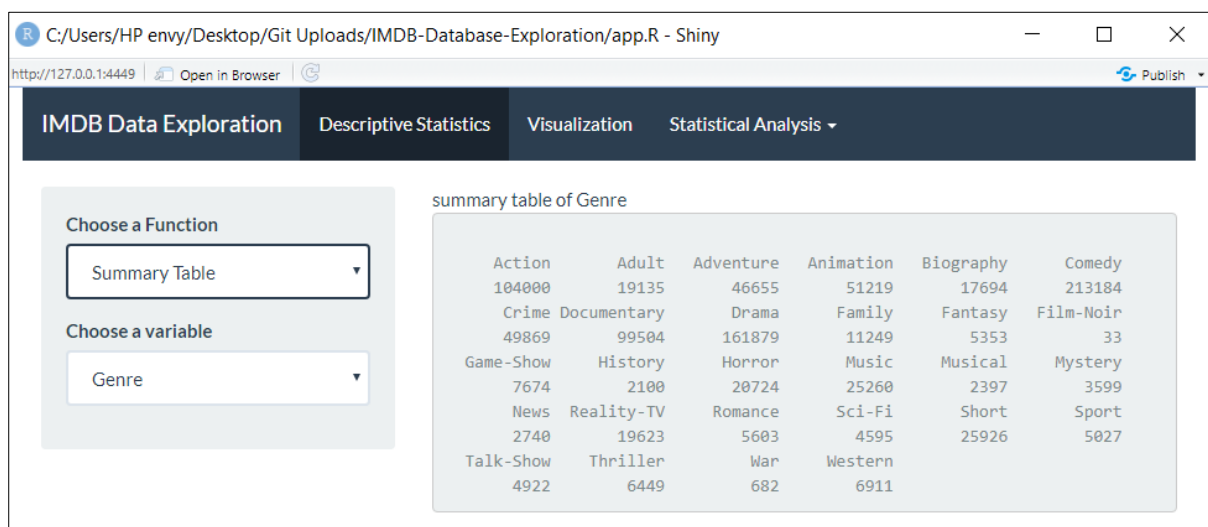 C:/Users/HP envy/Desktop/Git Uploads/IMDB-Database-Exploration/app.R - Shiny
http://127.0.0.1:4449 Open in Browser Publish
IMDB Data Exploration Descriptive Statistics Visualization Statistical Analysis
Choose a Function
Summary Table
Choose a variable
Genre
summary table of Genre
Action Adult Adventure Animation Biography Comedy
104000 19135 46655 51219 17694 213184
Crime Documentary Drama Family Fantasy Film-Noir
49869 99504 161879 11249 5353 33
Game-Show History Horror Music Musical Mystery
7674 2100 20724 25260 2397 3599
News Reality-TV Romance Sci-Fi Short Sport
2740 19623 5603 4595 25926 5027
Talk-Show Thriller War Western
4922 6449 682 6911